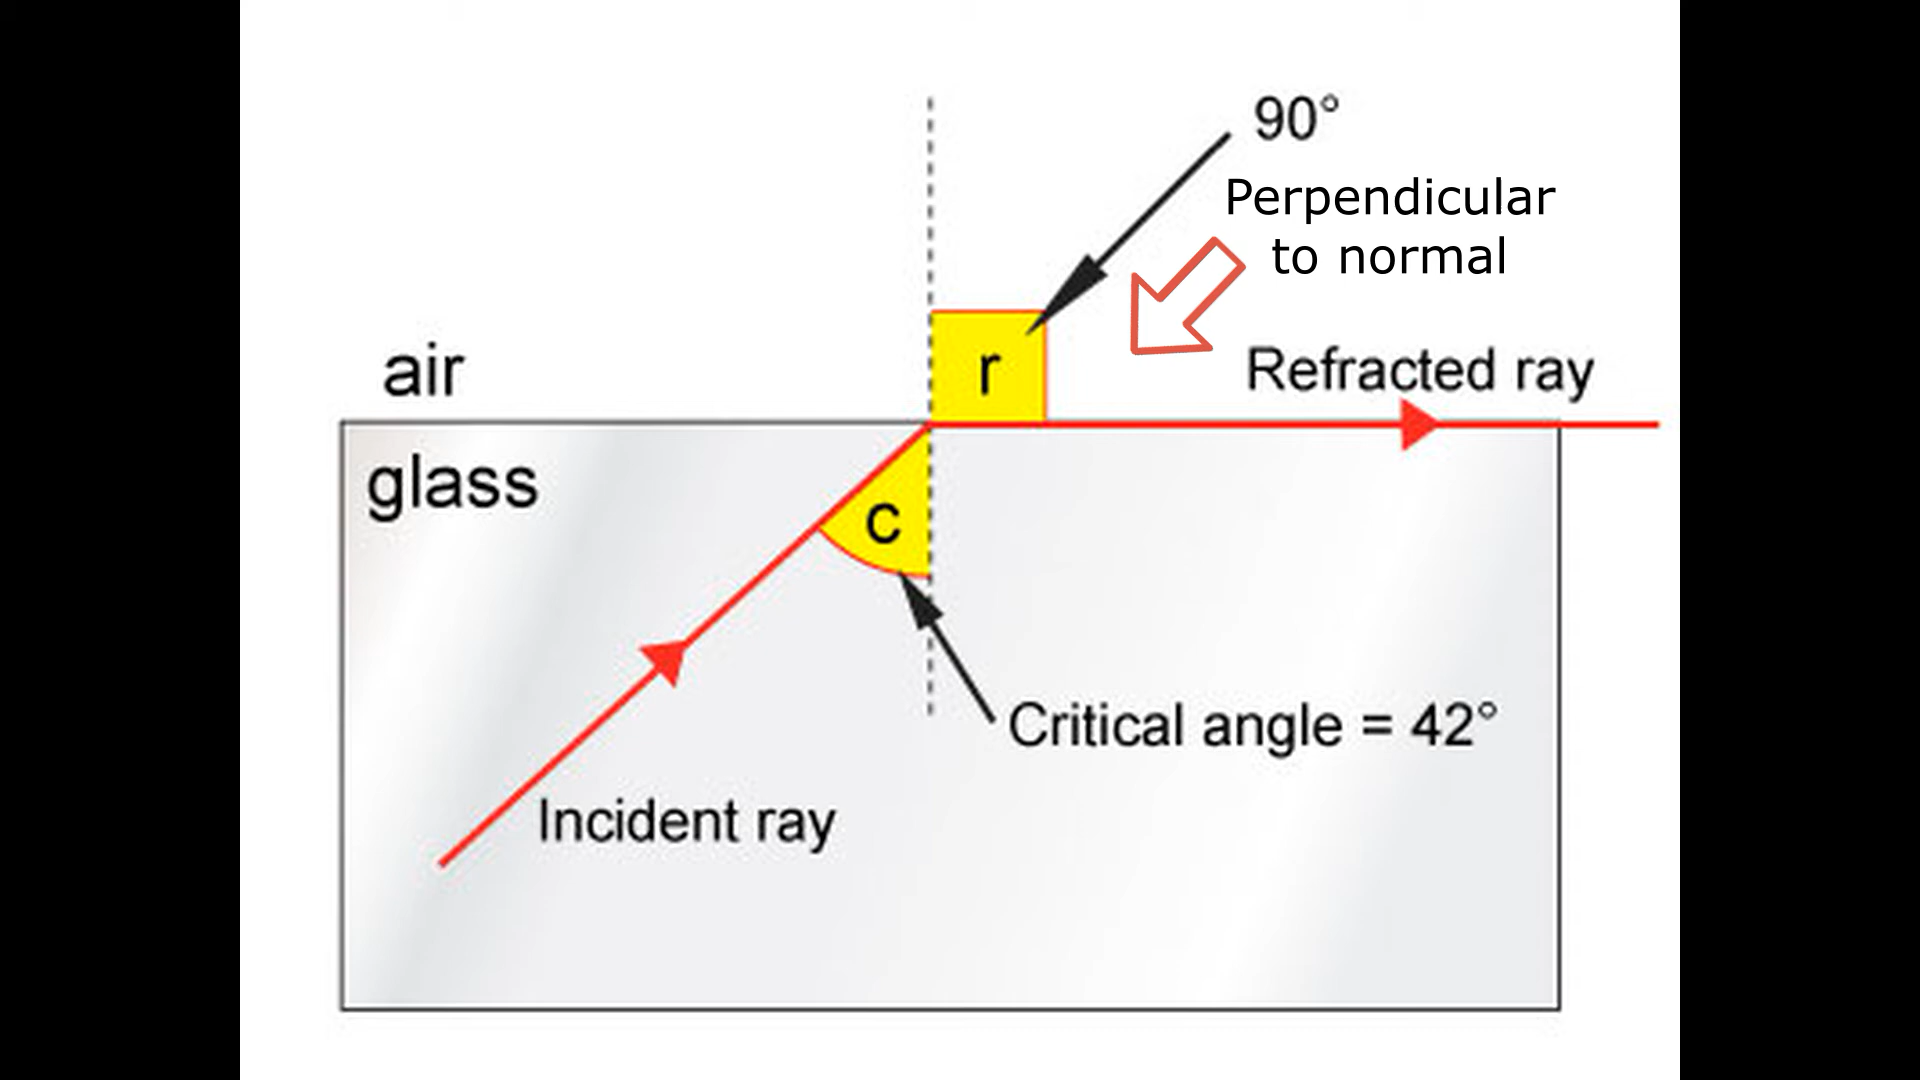 90°
Perpendicular
to normal
air
r
Refracted ray
glass
c
Critical angle = 42°
Incident ray